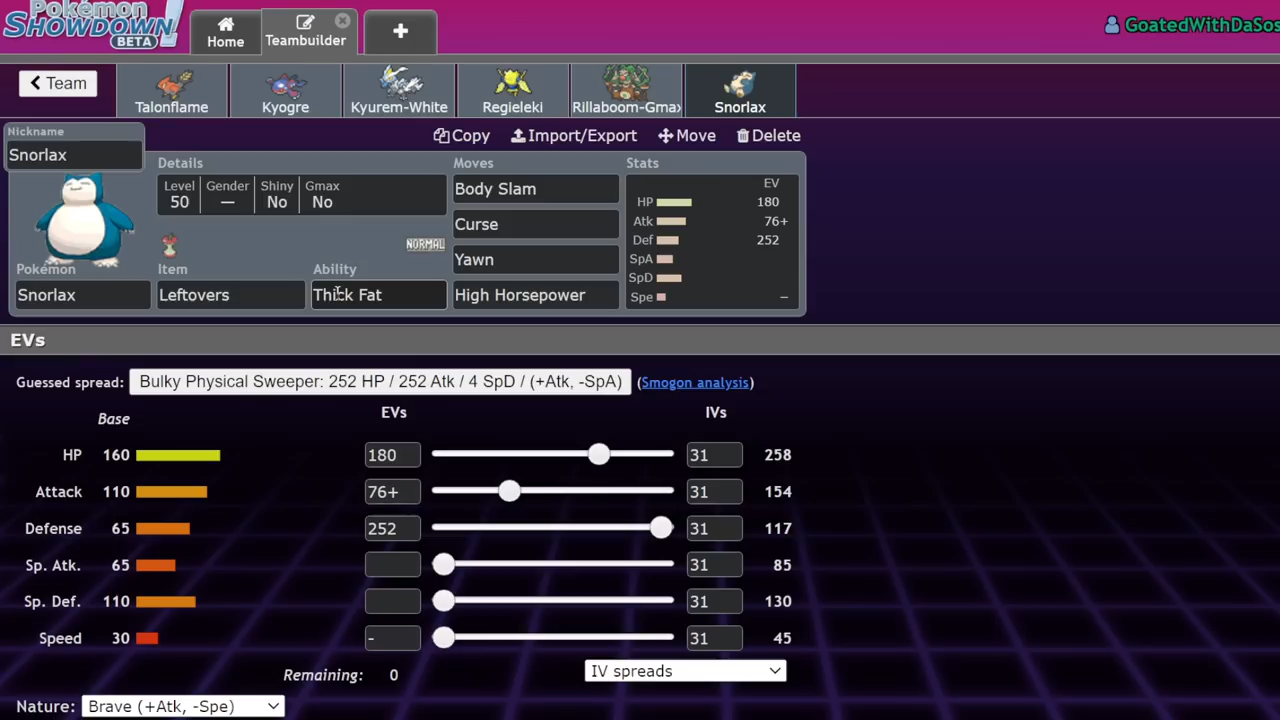 Pokémon
SHOWDOWN!
BETA
Home
Teambuilder
+
GoatedWithDaSos
Team
Talonflame
Kyogre
Kyurem-White
Regieleki
Rillaboom-Gmax
Snorlax
Copy
Import/Export
Move
Delete
Nickname
Snorlax
Details
Moves
Stats
Level
Gender
Shiny
Gmax
50
—
No
No
Body Slam
Curse
Yawn
High Horsepower
EV
HP 180
Atk 76+
Def 252
SpA
SpD
Spe –
NORMAL
Pokémon
Item
Ability
Snorlax
Leftovers
Thick Fat
EVs
Guessed spread: Bulky Physical Sweeper: 252 HP / 252 Atk / 4 SpD / (+Atk, -SpA) (Smogon analysis)
Base EVs IVs
HP 160 180 31 258
Attack 110 76+ 31 154
Defense 65 252 31 117
Sp. Atk. 65 31 85
Sp. Def. 110 31 130
Speed 30 - 31 45
Remaining: 0 IV spreads
Nature: Brave (+Atk, -Spe)